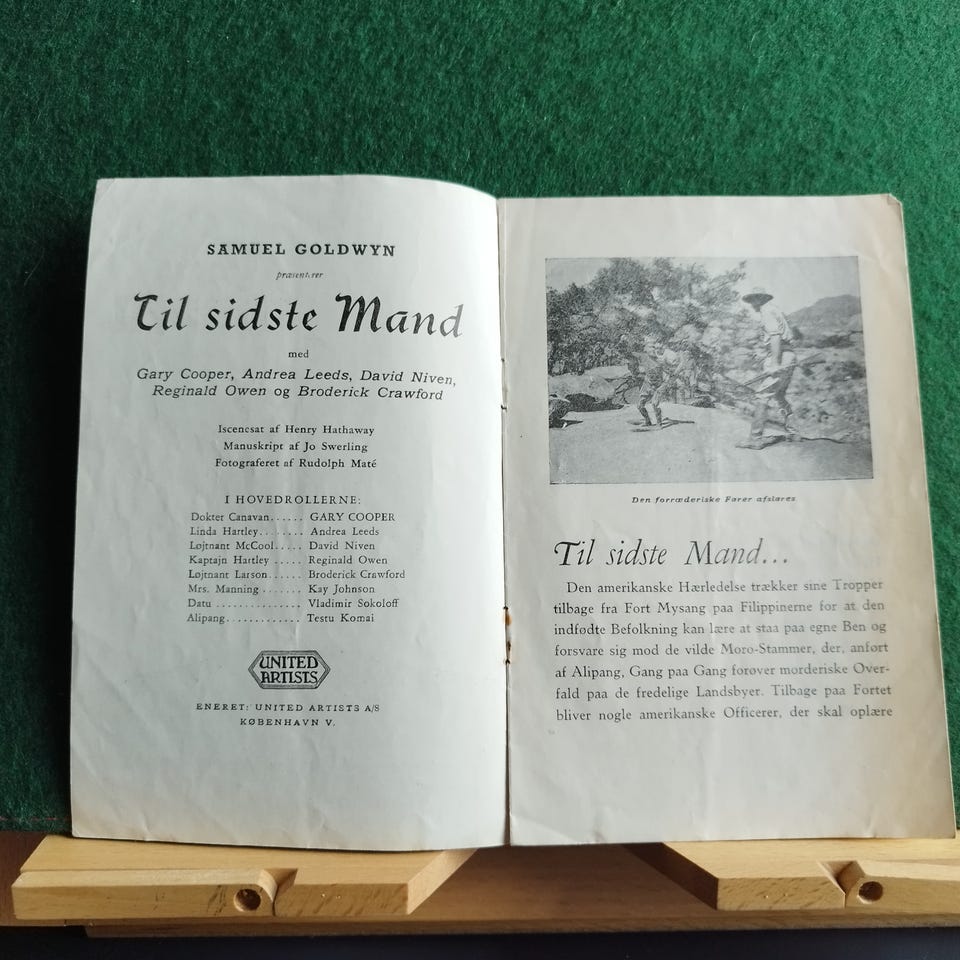 SAMUEL GOLDWYN
præsenterer
Til sidste Mand
med
Gary Cooper, Andrea Leeds, David Niven,
Reginald Owen og Broderick Crawford
Iscenesat af Henry Hathaway
Manuskript af Jo Swerling
Fotograferet af Rudolph Maté
I HOVEDROLLERNE:
Dokter Canavan...... GARY COOPER
Linda Hartley........ Andrea Leeds
Løjtnant McCool..... David Niven
Kaptajn Hartley ..... Reginald Owen
Løjtnant Larson...... Broderick Crawford
Mrs. Manning ....... Kay Johnson
Datu ............... Vladimir Sokoloff
Alipang............. Testu Komai
UNITED
ARTISTS
ENERET: UNITED ARTISTS A/S
KØBENHAVN V.
Den forræderiske Fører afsløres
Til sidste Mand...
Den amerikanske Hærledelse trækker sine Tropper
tilbage fra Fort Mysang paa Filippinerne for at den
indfødte Befolkning kan lære at staa paa egne Ben og
forsvare sig mod de vilde Moro-Stammer, der, anført
af Alipang, Gang paa Gang forøver morderiske Over-
fald paa de fredelige Landsbyer. Tilbage paa Fortet
bliver nogle amerikanske Officerer, der skal oplære